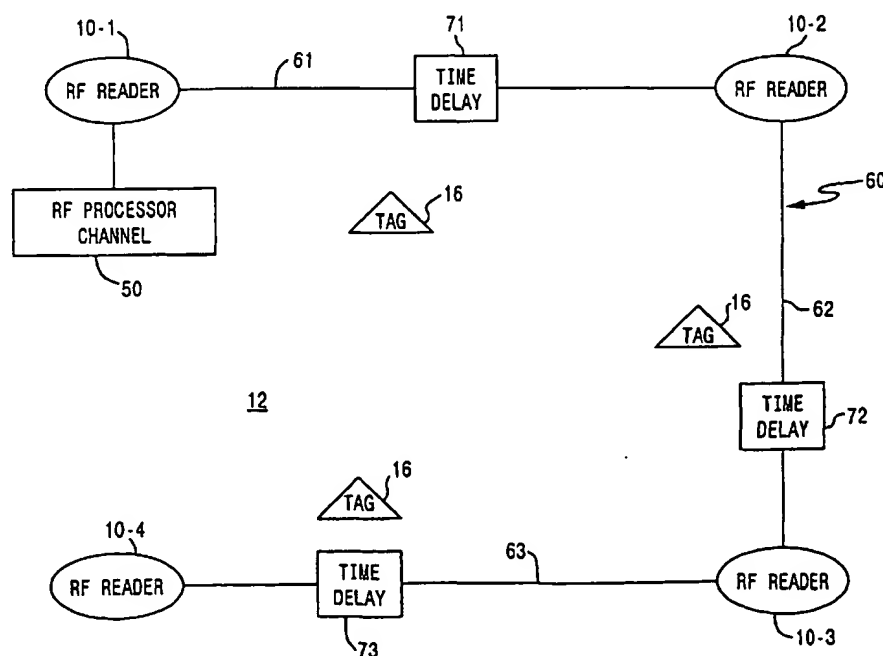 10-1
71
10-2
61
RF READER
TIME
DELAY
RF READER
16
60
RF PROCESSOR
CHANNEL
TAG
50
16
62
TAG
12
TIME
DELAY
72
16
10-4
TAG
63
RF READER
TIME
DELAY
RF READER
73
10-3